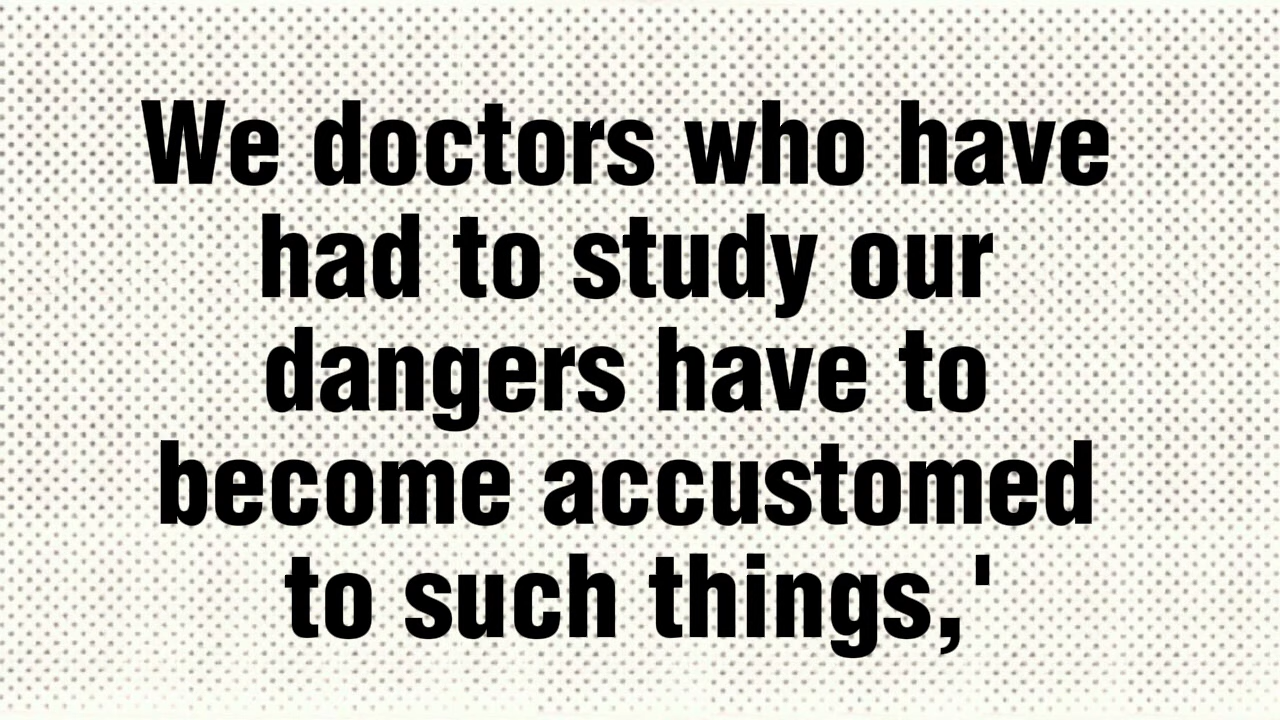 We doctors who have
had to study our
dangers have to
become accustomed
to such things,'